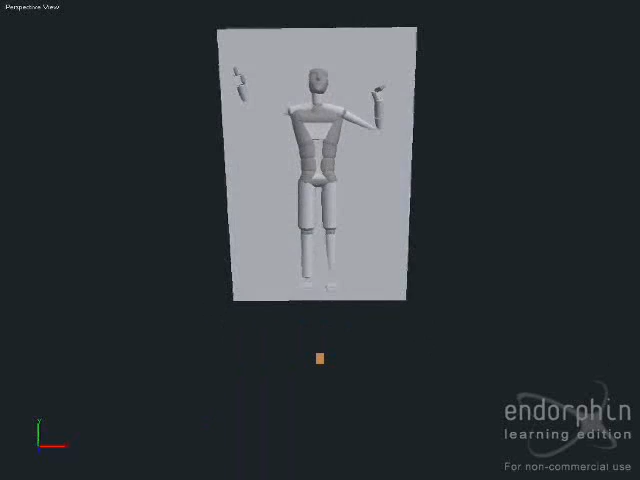 Perspective View
endorphin
learning edition
For non-commercial use